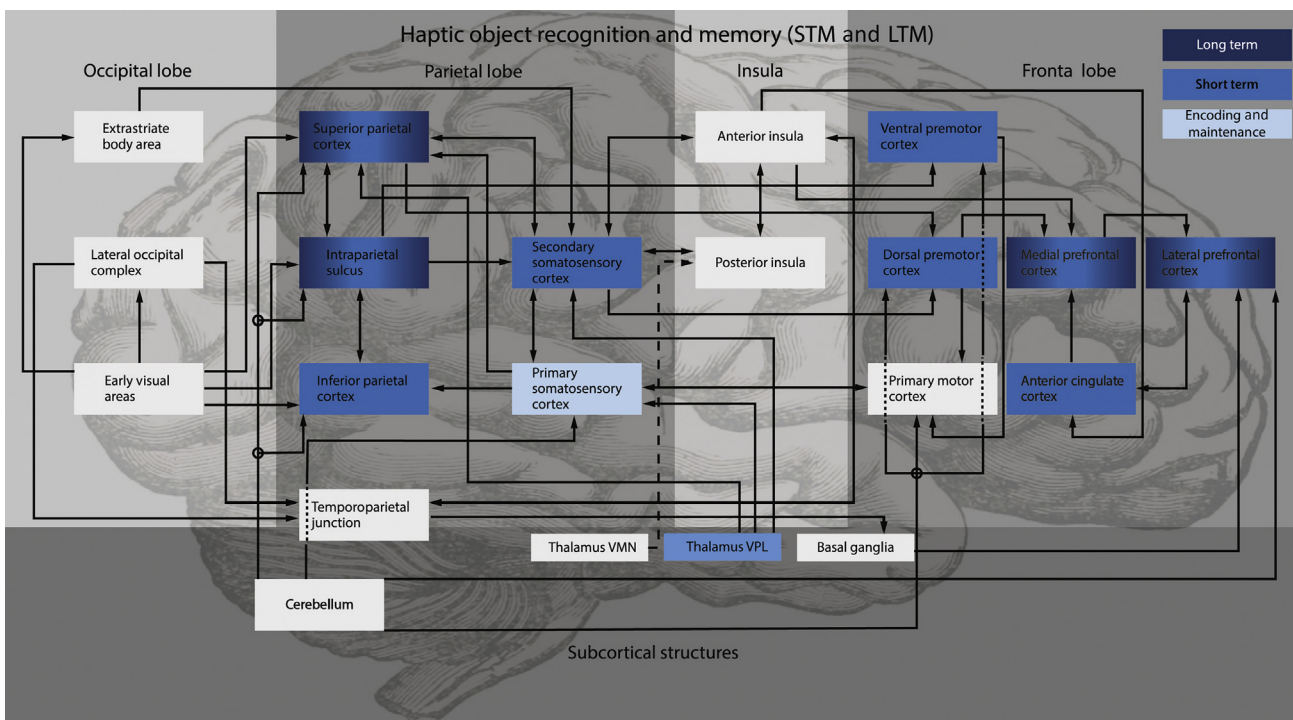 Haptic object recognition and memory (STM and LTM)
Occipital lobe
Parietal lobe
Insula
Fronta lobe
Long term
Short term
Encoding and
maintenance
Extrastriate
body area
Superior parietal
cortex
Anterior insula
Ventral premotor
cortex
Lateral occipital
complex
Intraparietal
sulcus
Secondary
somatosensory
cortex
Posterior insula
Dorsal premotor
cortex
Medial prefrontal
cortex
Lateral prefrontal
cortex
Early visual
areas
Inferior parietal
cortex
Primary
somatosensory
cortex
Primary motor
cortex
Anterior cingulate
cortex
Temporoparietal
junction
Thalamus VMN
Thalamus VPL
Basal ganglia
Cerebellum
Subcortical structures